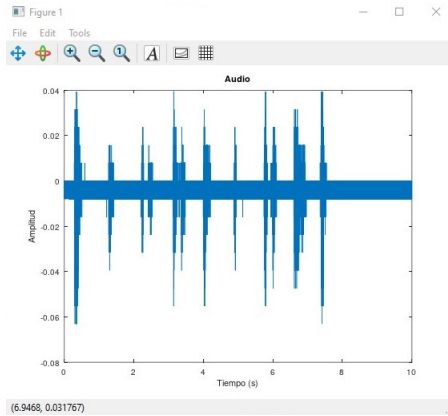 Figure 1
File Edit Tools
A
Audio
0.04
0.02
0
-0.02
-0.04
-0.06
-0.08
Amplitud
0 2 4 6 8 10
Tiempo (s)
(6.9468, 0.031767)